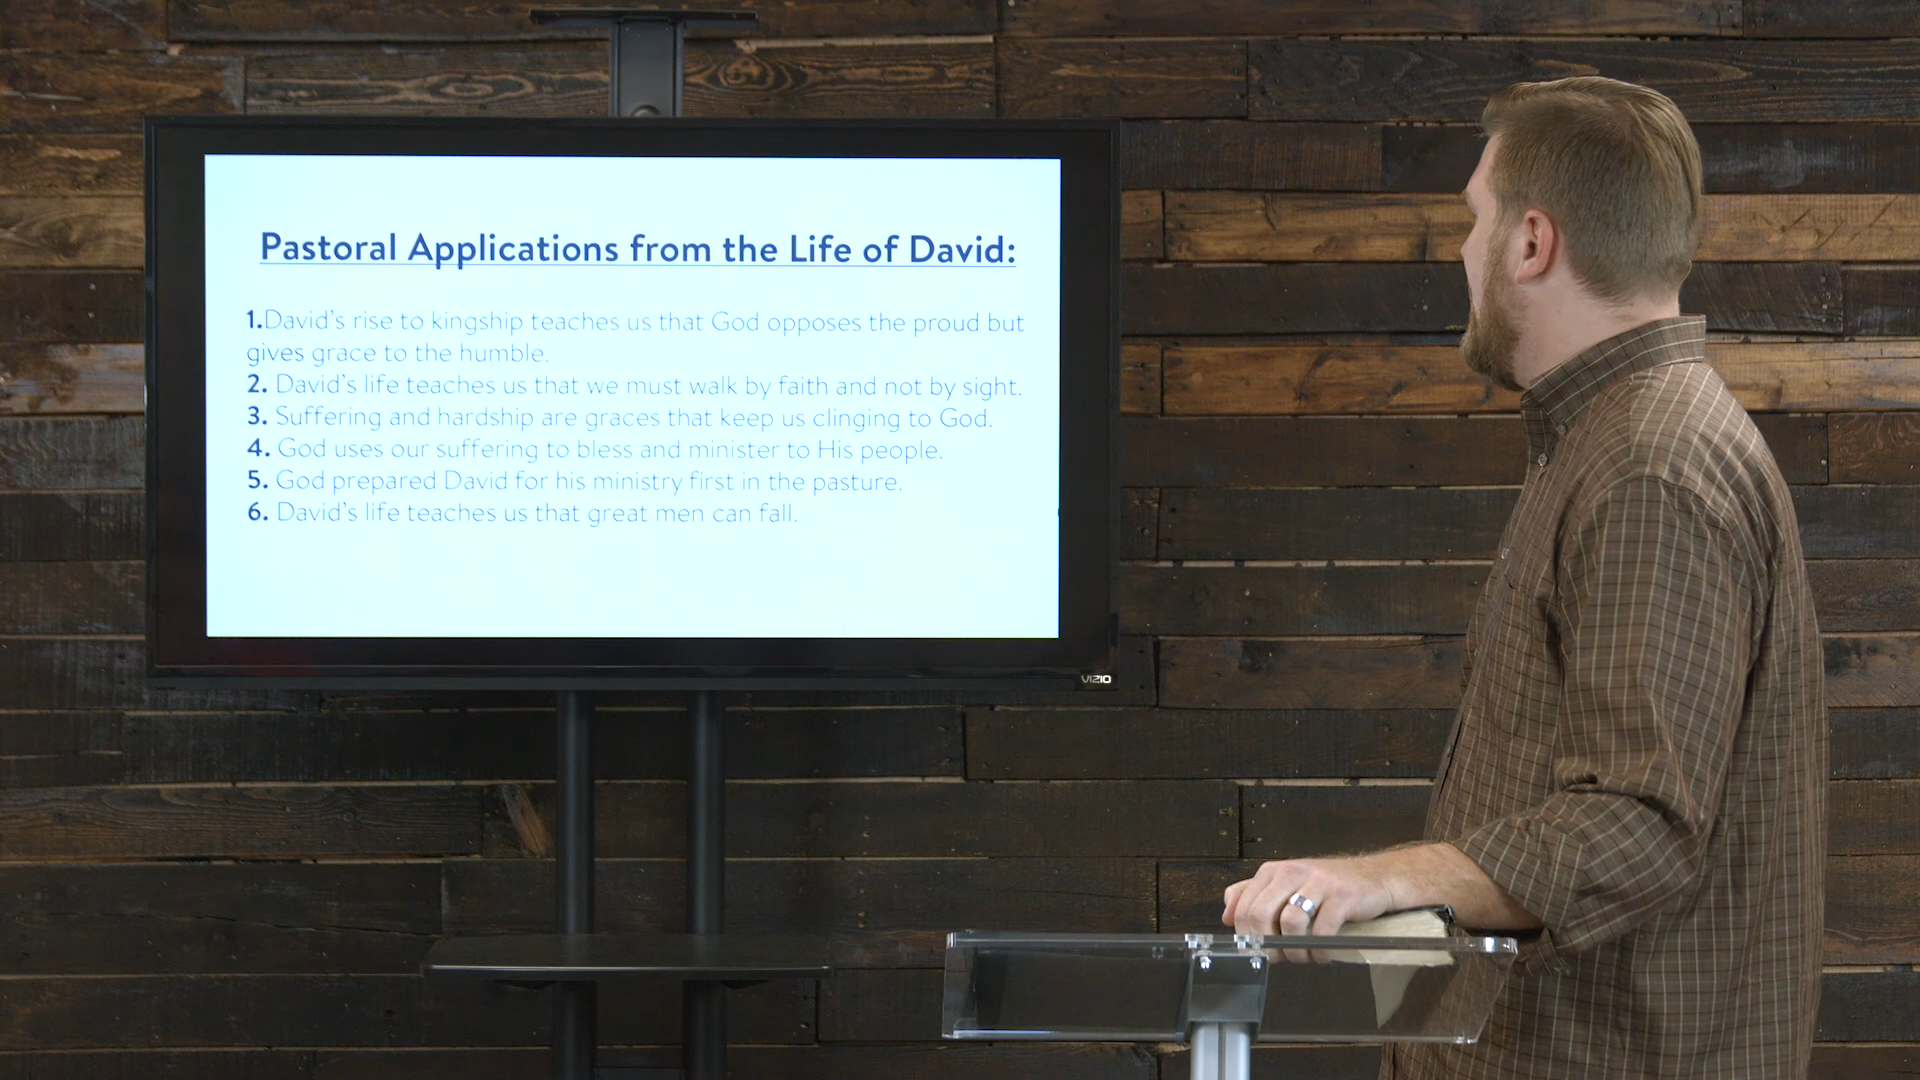 Pastoral Applications from the Life of David:
1.David's rise to kingship teaches us that God opposes the proud but
gives grace to the humble.
2. David's life teaches us that we must walk by faith and not by sight.
3. Suffering and hardship are graces that keep us clinging to God.
4. God uses our suffering to bless and minister to His people.
5. God prepared David for his ministry first in the pasture.
6. David's life teaches us that great men can fall.
VIZIO